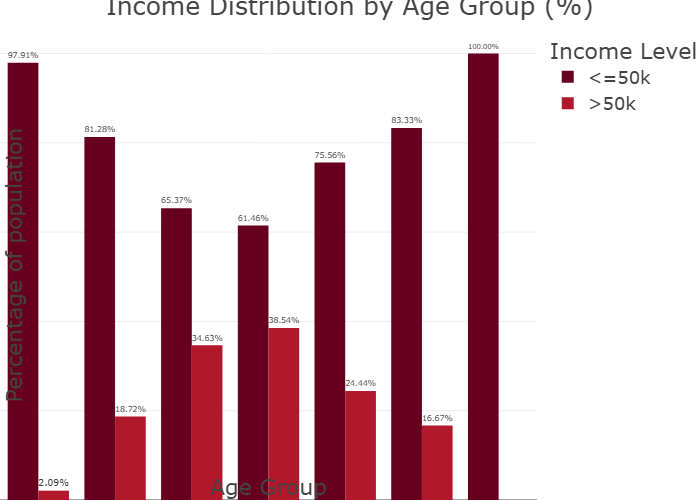 Income Distribution by Age Group (%)
Income Level
<=50k
>50k
Percentage of population
97.91%
2.09%
81.28%
18.72%
65.37%
34.63%
61.46%
38.54%
75.56%
24.44%
83.33%
16.67%
100.00%
Age Group